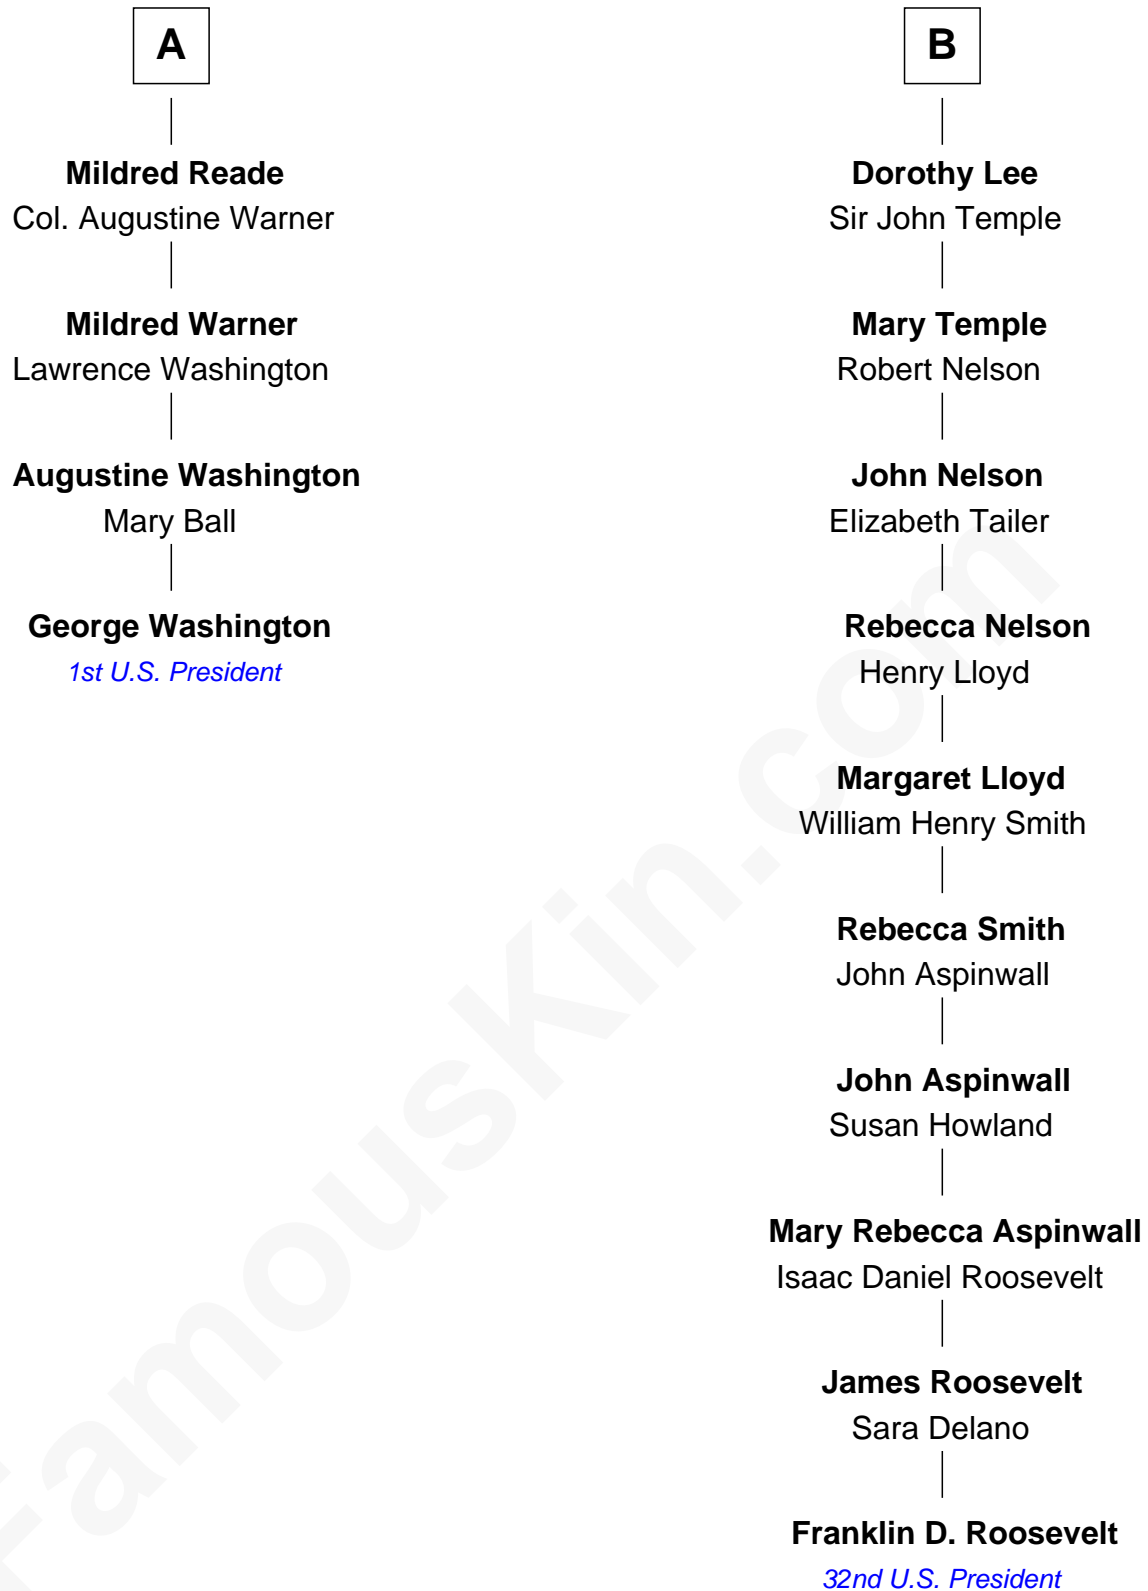 A
Mildred Reade
Col. Augustine Warner
Mildred Warner
Lawrence Washington
Augustine Washington
Mary Ball
George Washington
1st U.S. President
B
Dorothy Lee
Sir John Temple
Mary Temple
Robert Nelson
John Nelson
Elizabeth Tailer
Rebecca Nelson
Henry Lloyd
Margaret Lloyd
William Henry Smith
Rebecca Smith
John Aspinwall
John Aspinwall
Susan Howland
Mary Rebecca Aspinwall
Isaac Daniel Roosevelt
James Roosevelt
Sara Delano
Franklin D. Roosevelt
32nd U.S. President
FamousKin.com